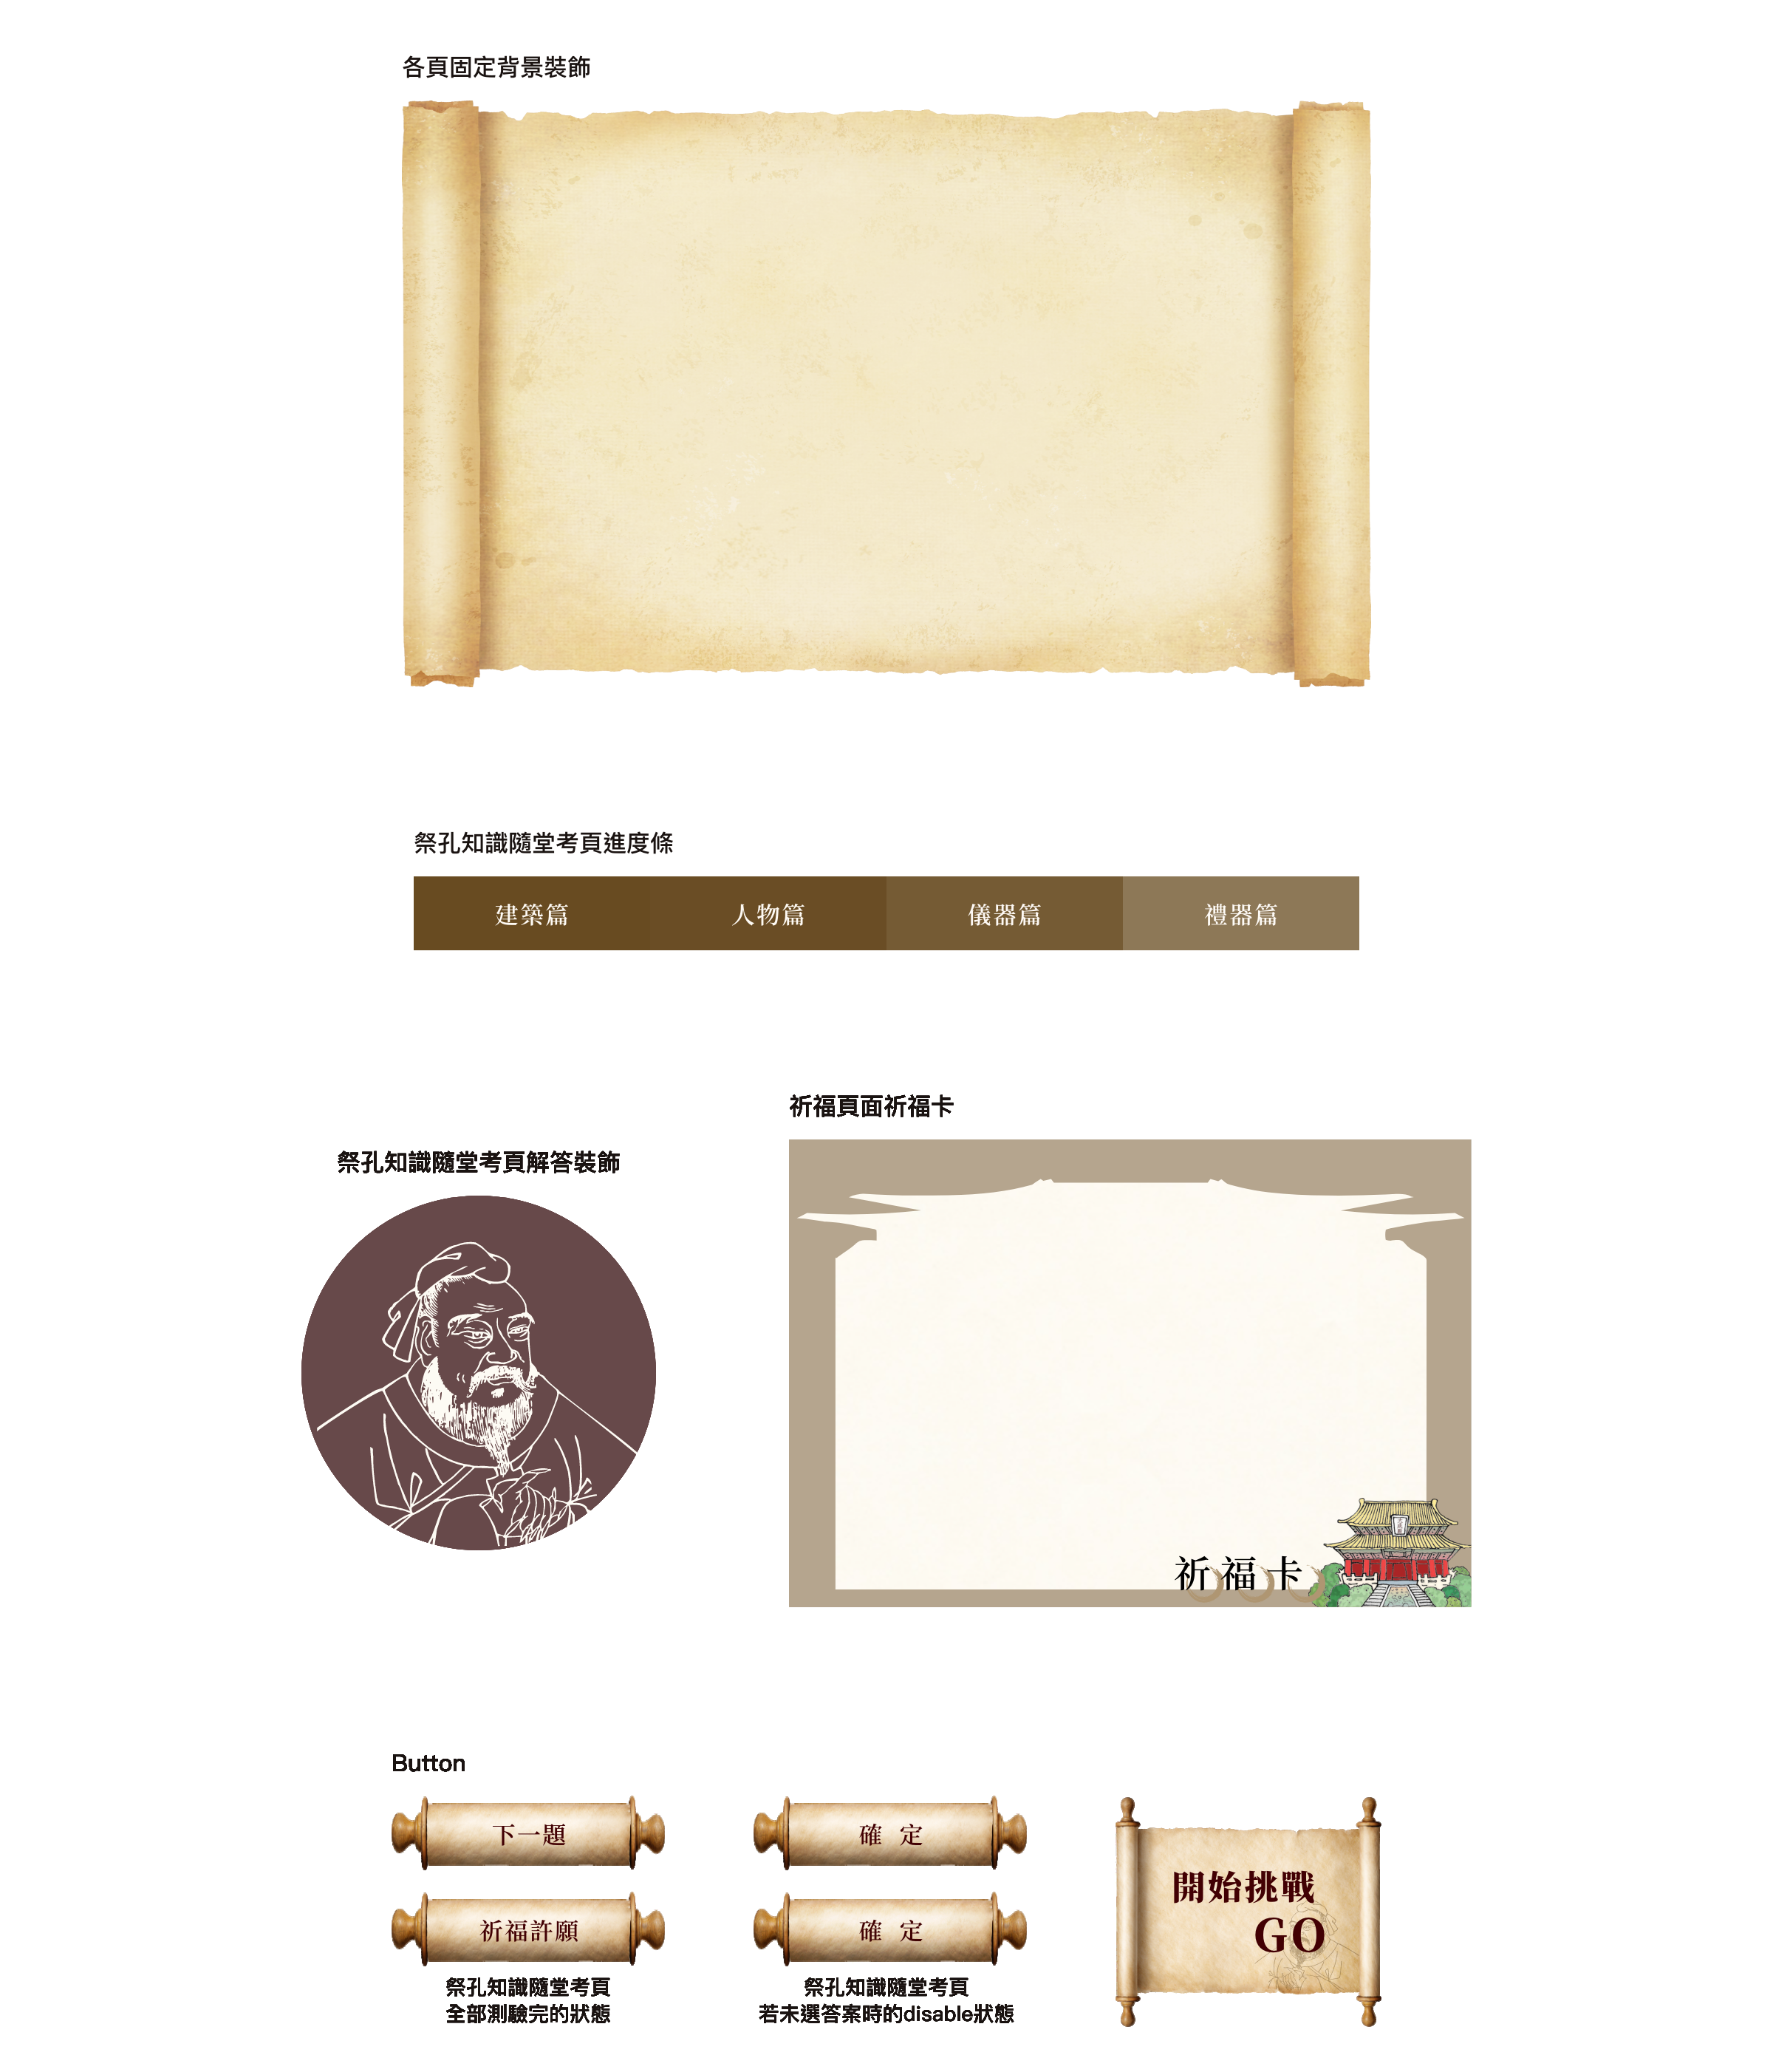 各頁固定背景裝飾
祭孔知識隨堂考頁進度條
建築篇
人物篇
儀器篇
禮器篇
祈福頁面祈福卡
祭孔知識隨堂考頁解答裝飾
祈福卡
Button
下一題
確 定
開始挑戰
GO
祈福許願
確 定
祭孔知識隨堂考頁
全部測驗完的狀態
祭孔知識隨堂考頁
若未選答案時的disable狀態